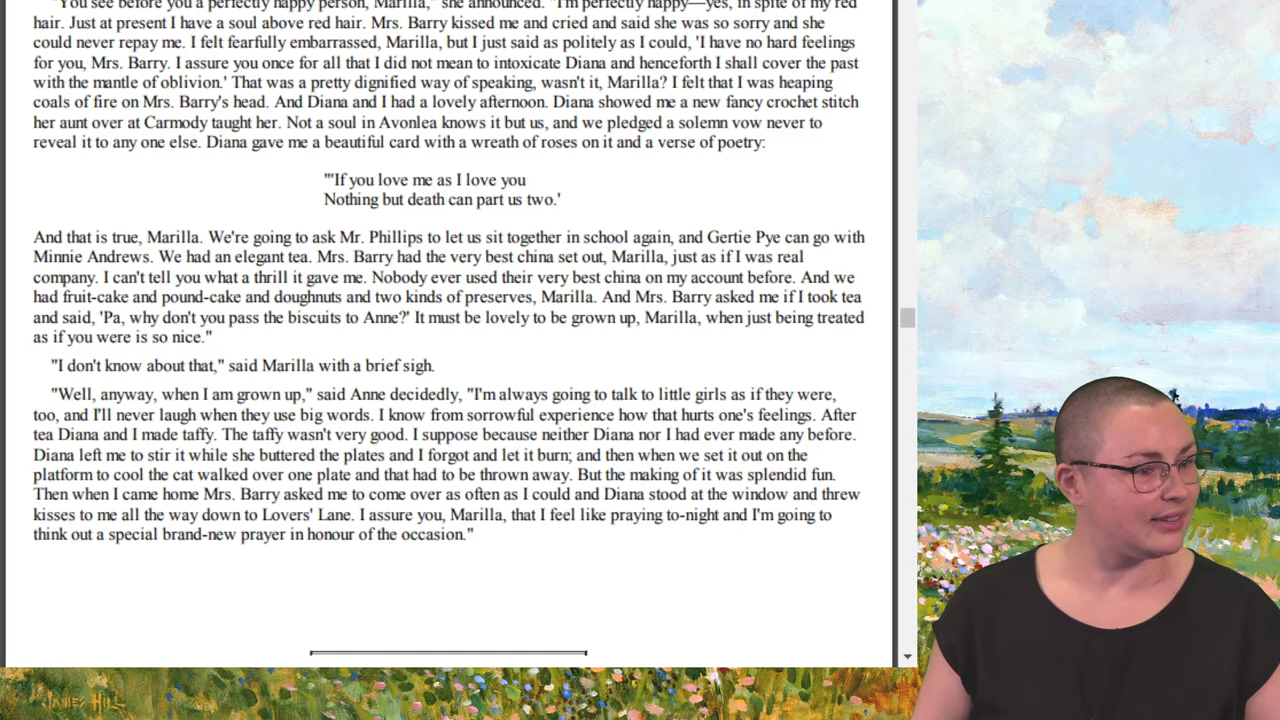 "You see before you a perfectly happy person, Marilla," she announced. "I'm perfectly happy—yes, in spite of my red
hair. Just at present I have a soul above red hair. Mrs. Barry kissed me and cried and said she was so sorry and she
could never repay me. I felt fearfully embarrassed, Marilla, but I just said as politely as I could, 'I have no hard feelings
for you, Mrs. Barry. I assure you once for all that I did not mean to intoxicate Diana and henceforth I shall cover the past
with the mantle of oblivion.' That was a pretty dignified way of speaking, wasn't it, Marilla? I felt that I was heaping
coals of fire on Mrs. Barry's head. And Diana and I had a lovely afternoon. Diana showed me a new fancy crochet stitch
her aunt over at Carmody taught her. Not a soul in Avonlea knows it but us, and we pledged a solemn vow never to
reveal it to any one else. Diana gave me a beautiful card with a wreath of roses on it and a verse of poetry:
"'If you love me as I love you
Nothing but death can part us two.'
And that is true, Marilla. We're going to ask Mr. Phillips to let us sit together in school again, and Gertie Pye can go with
Minnie Andrews. We had an elegant tea. Mrs. Barry had the very best china set out, Marilla, just as if I was real
company. I can't tell you what a thrill it gave me. Nobody ever used their very best china on my account before. And we
had fruit-cake and pound-cake and doughnuts and two kinds of preserves, Marilla. And Mrs. Barry asked me if I took tea
and said, 'Pa, why don't you pass the biscuits to Anne?' It must be lovely to be grown up, Marilla, when just being treated
as if you were is so nice."
"I don't know about that," said Marilla with a brief sigh.
"Well, anyway, when I am grown up," said Anne decidedly, "I'm always going to talk to little girls as if they were,
too, and I'll never laugh when they use big words. I know from sorrowful experience how that hurts one's feelings. After
tea Diana and I made taffy. The taffy wasn't very good. I suppose because neither Diana nor I had ever made any before.
Diana left me to stir it while she buttered the plates and I forgot and let it burn; and then when we set it out on the
platform to cool the cat walked over one plate and that had to be thrown away. But the making of it was splendid fun.
Then when I came home Mrs. Barry asked me to come over as often as I could and Diana stood at the window and threw
kisses to me all the way down to Lovers' Lane. I assure you, Marilla, that I feel like praying to-night and I'm going to
think out a special brand-new prayer in honour of the occasion."
JAMES HILL